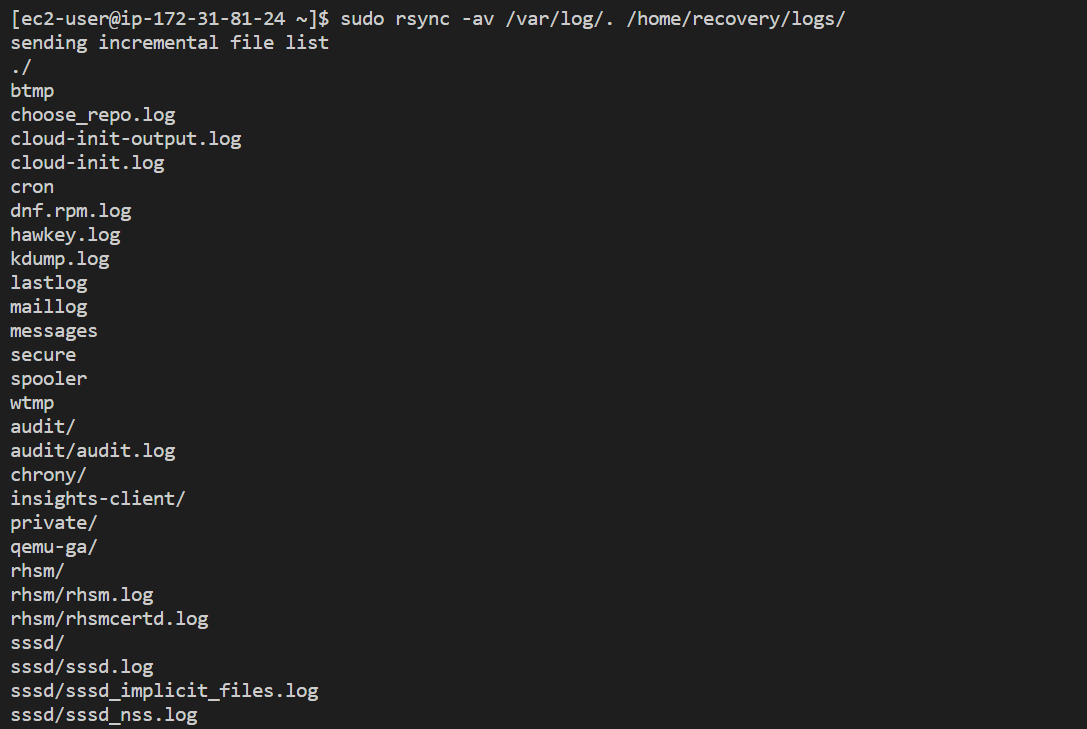 [ec2-user@ip-172-31-81-24 ~]$ sudo rsync -av /var/log/. /home/recovery/logs/
sending incremental file list
./
btmp
choose_repo.log
cloud-init-output.log
cloud-init.log
cron
dnf.rpm.log
hawkey.log
kdump.log
lastlog
maillog
messages
secure
spooler
wtmp
audit/
audit/audit.log
chrony/
insights-client/
private/
qemu-ga/
rhsm/
rhsm/rhsm.log
rhsm/rhsmcertd.log
sssd/
sssd/sssd.log
sssd/sssd_implicit_files.log
sssd/sssd_nss.log